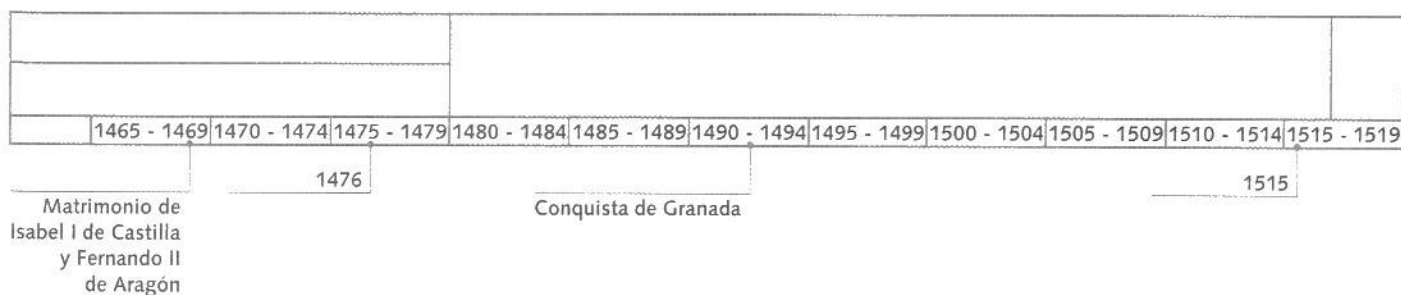 1465 - 1469 1470 - 1474 1475 - 1479 1480 - 1484 1485 - 1489 1490 - 1494 1495 - 1499 1500 - 1504 1505 - 1509 1510 - 1514 1515 - 1519
1476
1515
Matrimonio de
Isabel I de Castilla
y Fernando II
de Aragón
Conquista de Granada